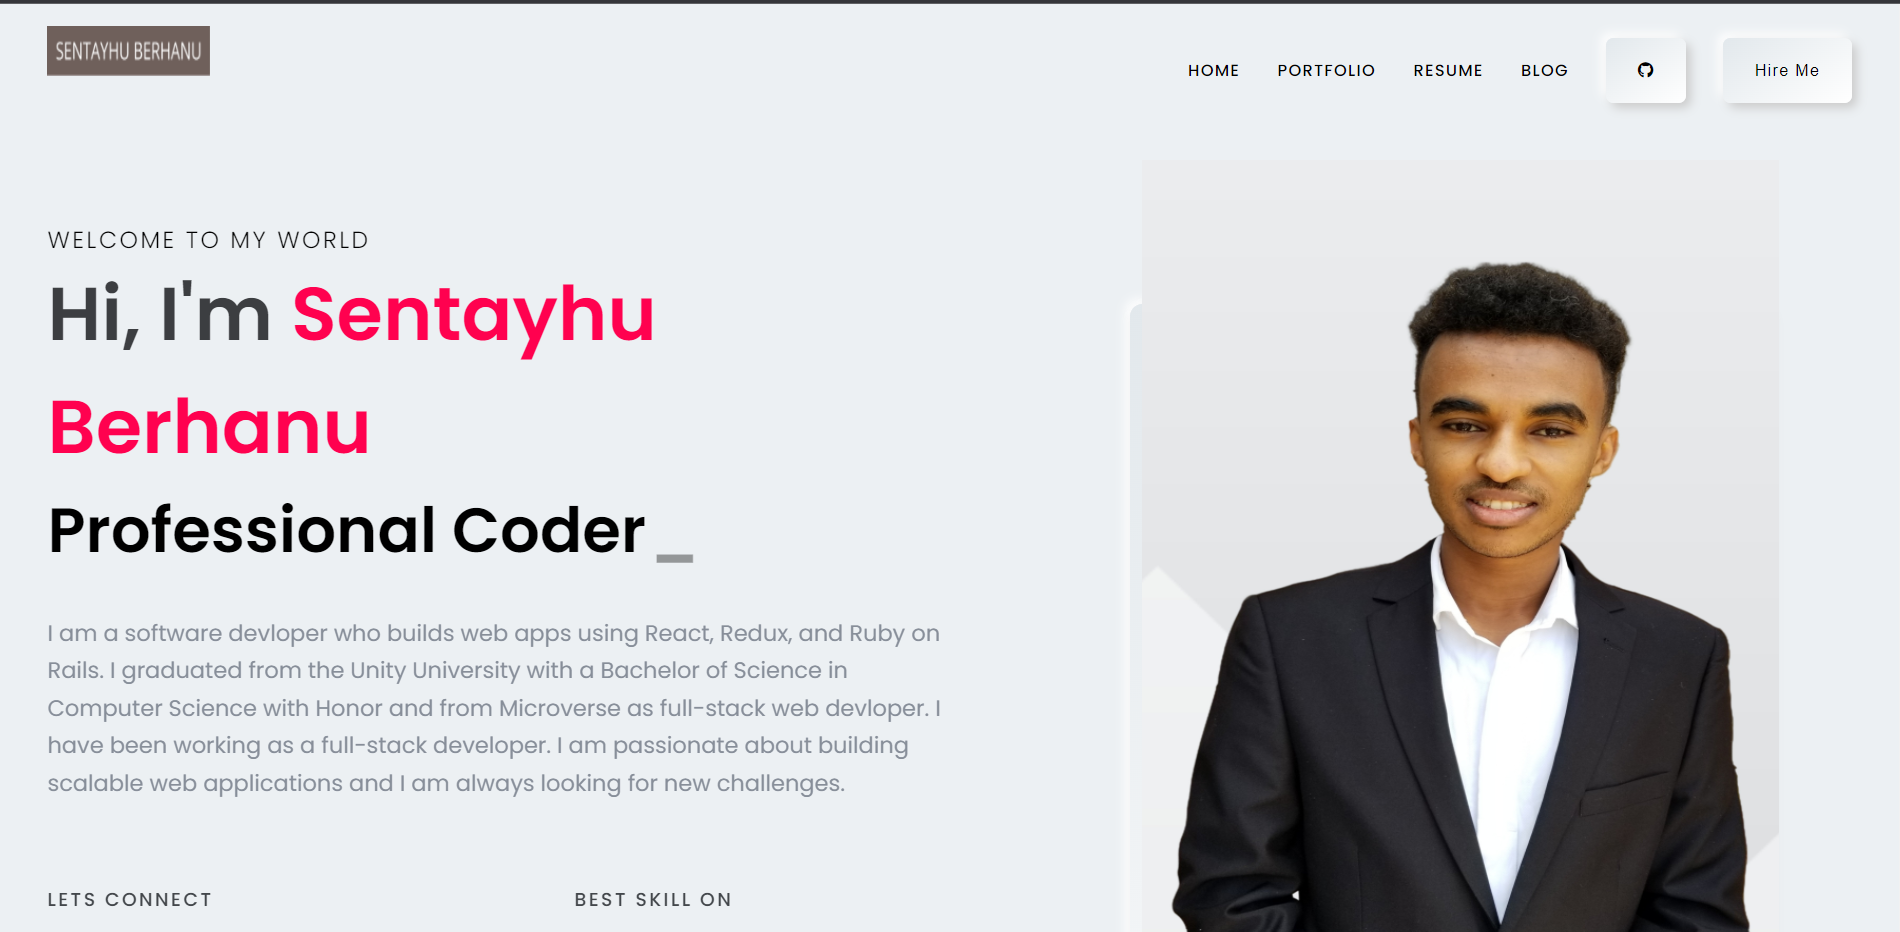 SENTAYHU BERHANU
HOME PORTFOLIO RESUME BLOG Hire Me
WELCOME TO MY WORLD
Hi, I'm Sentayhu
Berhanu
Professional Coder _
I am a software devloper who builds web apps using React, Redux, and Ruby on
Rails. I graduated from the Unity University with a Bachelor of Science in
Computer Science with Honor and from Microverse as full-stack web devloper. I
have been working as a full-stack developer. I am passionate about building
scalable web applications and I am always looking for new challenges.
LETS CONNECT
BEST SKILL ON